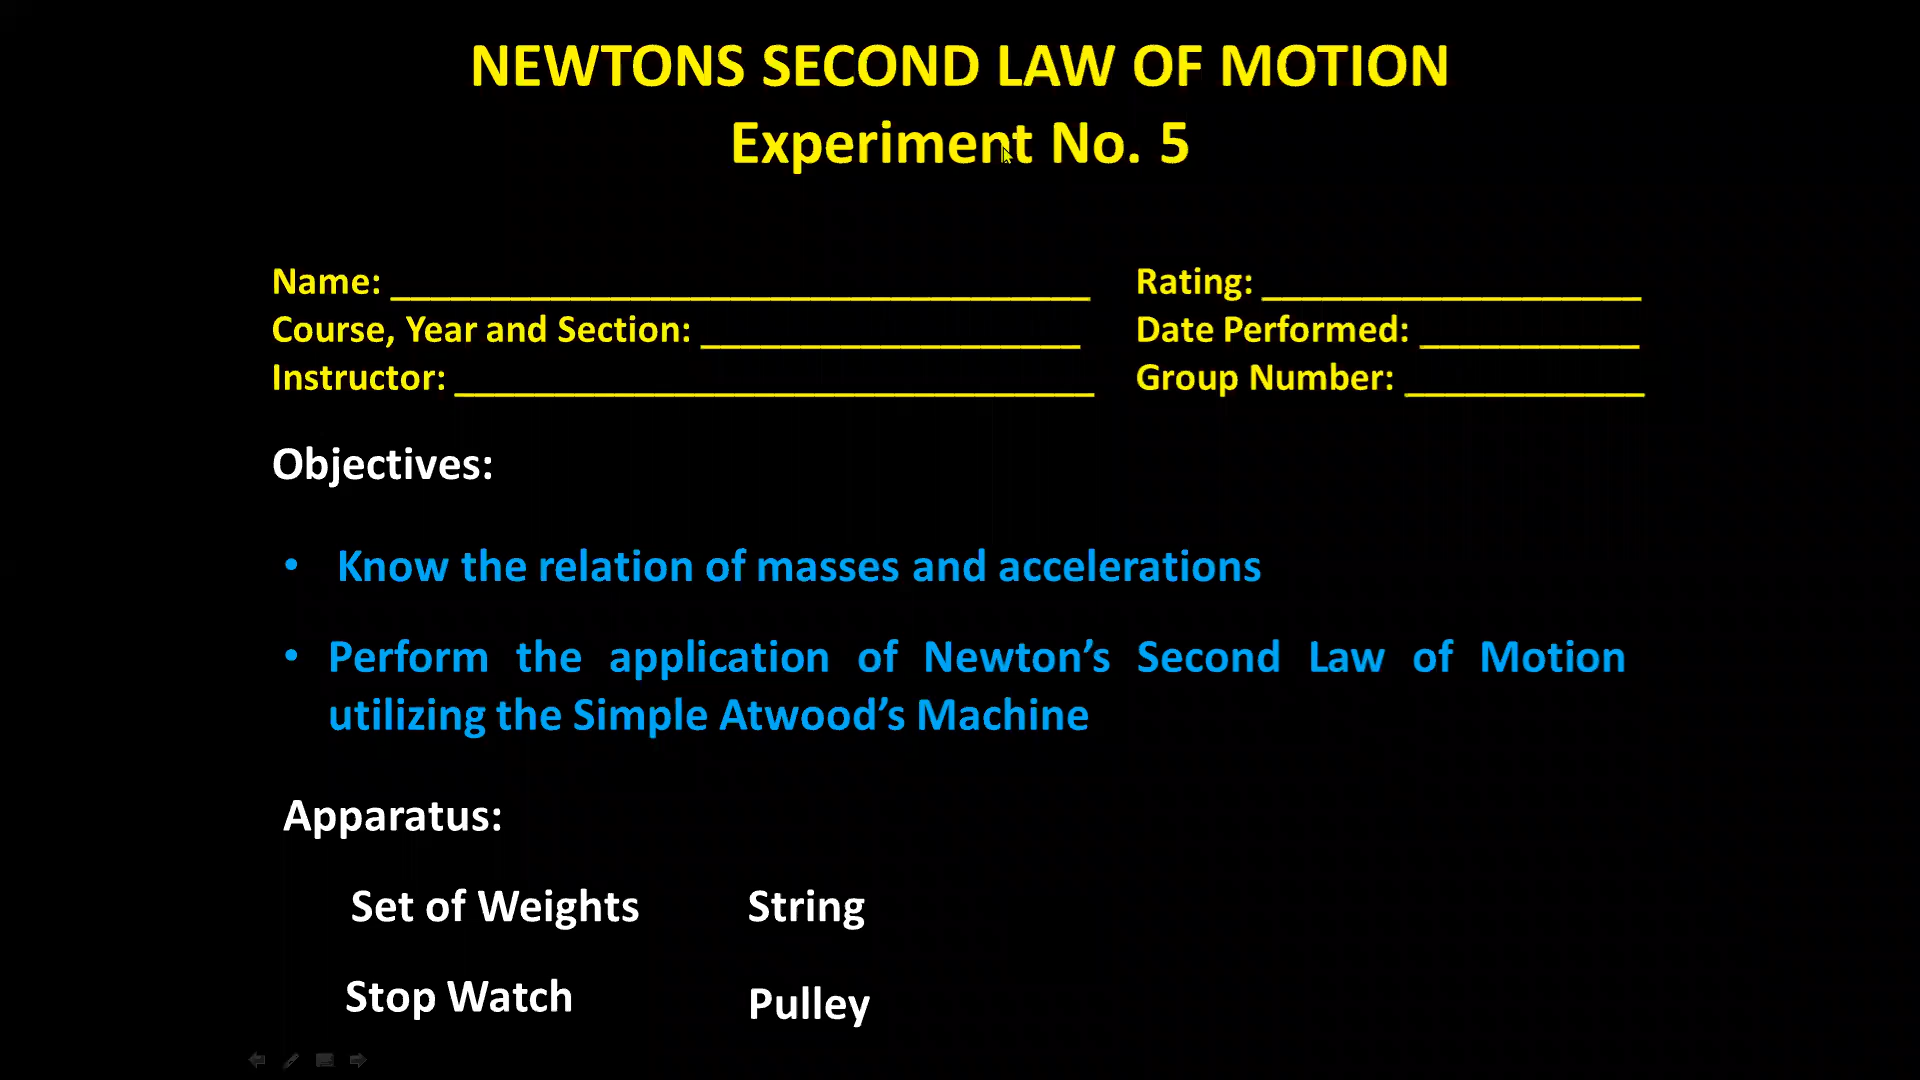 NEWTONS SECOND LAW OF MOTION
Experiment No. 5
Name: ___________________________________ Rating: ___________________
Course, Year and Section: ___________________ Date Performed: ___________
Instructor: ________________________________ Group Number: ____________
Objectives:
• Know the relation of masses and accelerations
• Perform the application of Newton’s Second Law of Motion
utilizing the Simple Atwood’s Machine
Apparatus:
Set of Weights String
Stop Watch Pulley